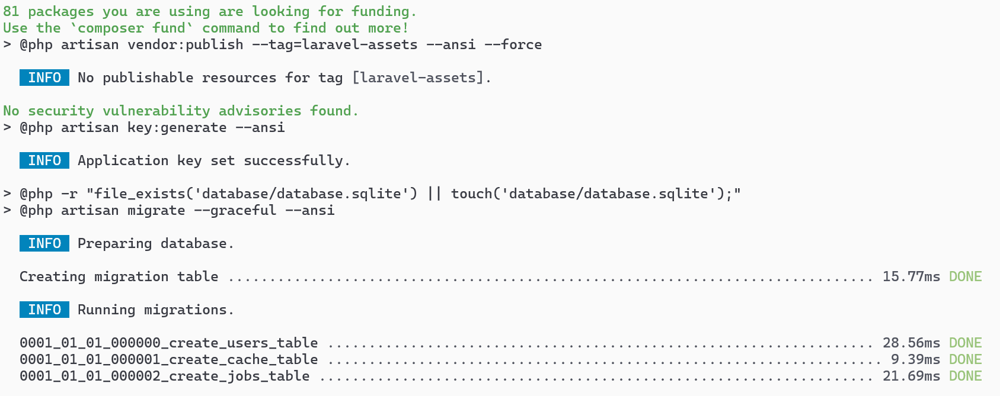 81 packages you are using are looking for funding.
Use the `composer fund` command to find out more!
> @php artisan vendor:publish --tag=laravel-assets --ansi --force
INFO No publishable resources for tag [laravel-assets].
No security vulnerability advisories found.
> @php artisan key:generate --ansi
INFO Application key set successfully.
> @php -r "file_exists('database/database.sqlite') || touch('database/database.sqlite');"
> @php artisan migrate --graceful --ansi
INFO Preparing database.
Creating migration table .............................................................................. 15.77ms DONE
INFO Running migrations.
0001_01_01_000000_create_users_table .................................................................. 28.56ms DONE
0001_01_01_000001_create_cache_table ................................................................... 9.39ms DONE
0001_01_01_000002_create_jobs_table ................................................................... 21.69ms DONE